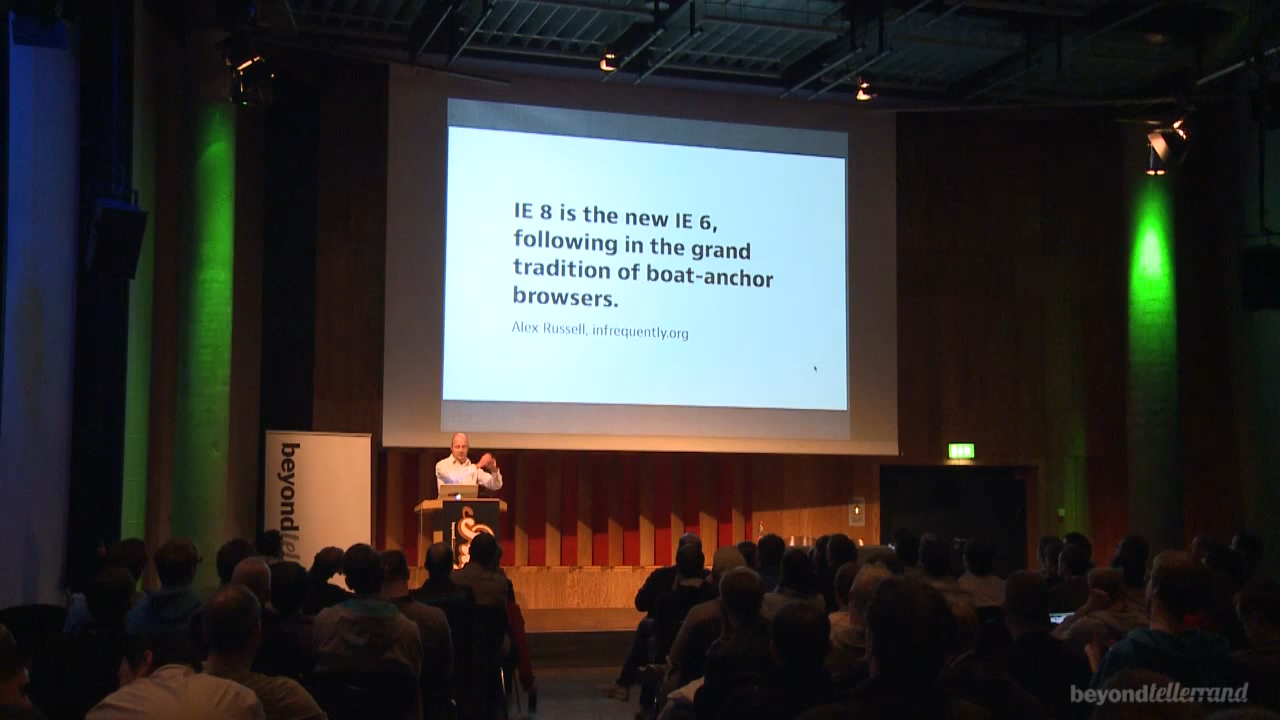 IE 8 is the new IE 6,
following in the grand
tradition of boat-anchor
browsers.
Alex Russell, infrequently.org
beyondtell
beyondtellerrand